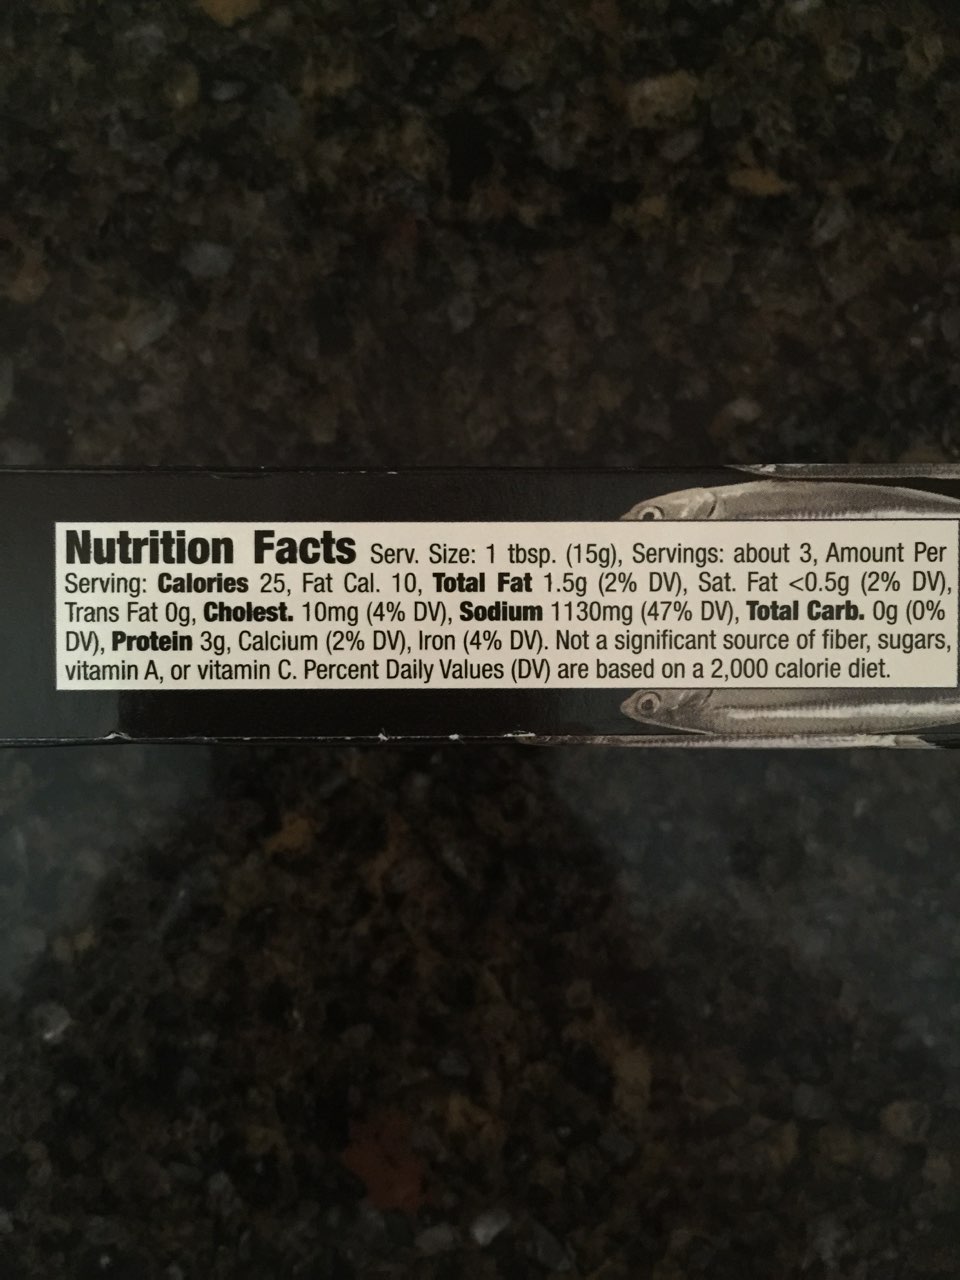 Nutrition Facts Serv. Size: 1 tbsp. (15g), Servings: about 3, Amount Per
Serving: Calories 25, Fat Cal. 10, Total Fat 1.5g (2% DV), Sat. Fat <0.5g (2% DV),
Trans Fat 0g, Cholest. 10mg (4% DV), Sodium 1130mg (47% DV), Total Carb. 0g (0%
DV), Protein 3g, Calcium (2% DV), Iron (4% DV). Not a significant source of fiber, sugars,
vitamin A, or vitamin C. Percent Daily Values (DV) are based on a 2,000 calorie diet.